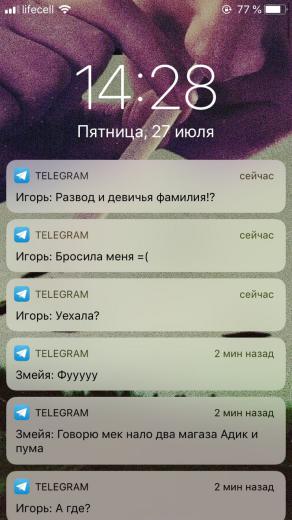 lifecell 77 %
14:28
Пятница, 27 июля
TELEGRAM сейчас
Игорь: Развод и девичья фамилия!?
TELEGRAM сейчас
Игорь: Бросила меня =(
TELEGRAM сейчас
Игорь: Уехала?
TELEGRAM 2 мин назад
Змейя: Фууууу
TELEGRAM 2 мин назад
Змейя: Говорю мек нало два магаза Адик и
пума
TELEGRAM 2 мин назад
Игорь: А где?